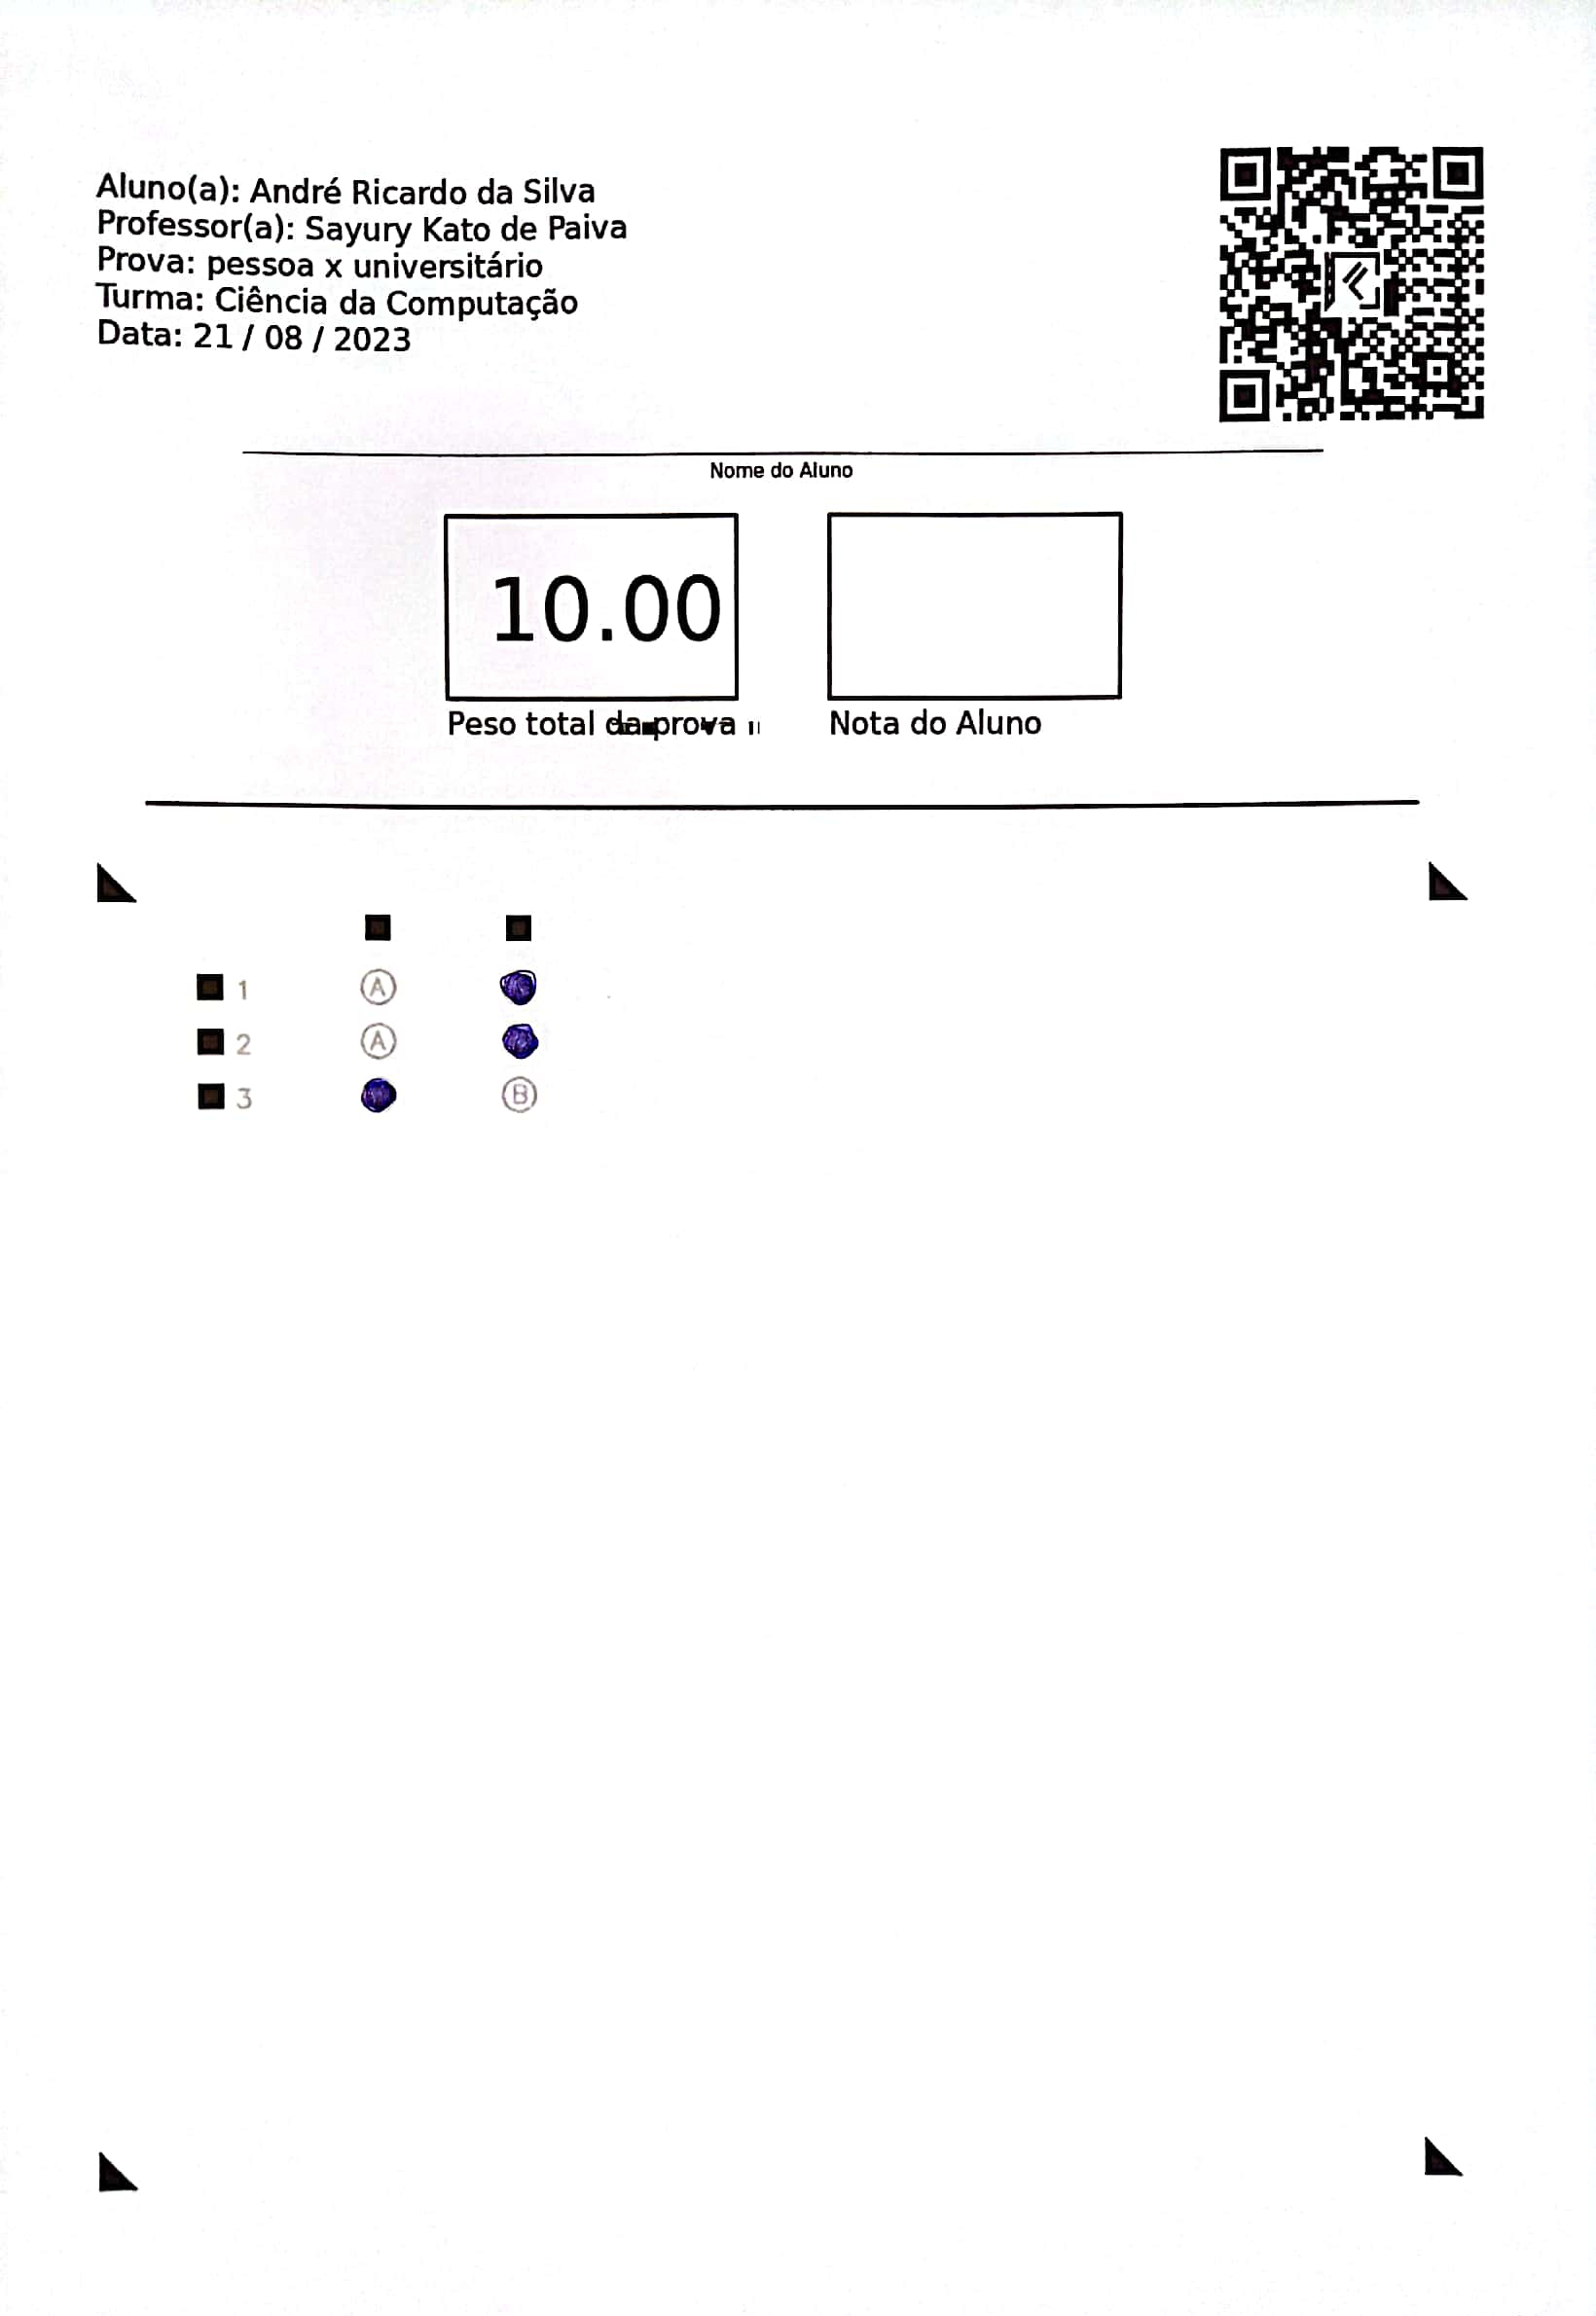 Aluno(a): André Ricardo da Silva
Professor(a): Sayury Kato de Paiva
Prova: pessoa x universitário
Turma: Ciência da Computação
Data: 21 / 08 / 2023
Nome do Aluno
10.00
Peso total da prova
Nota do Aluno
1 A
2 A
3 B